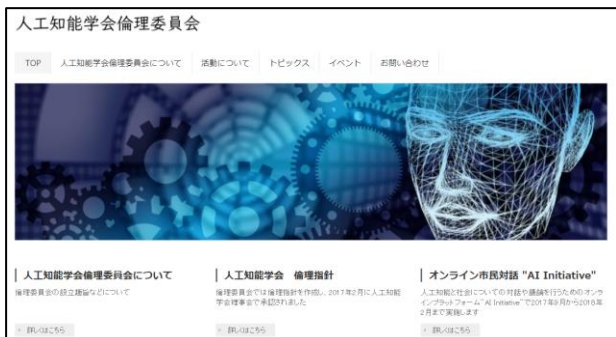 人工知能学会倫理委員会
TOP 人工知能学会倫理委員会について 活動について トピックス イベント お問い合わせ
人工知能学会倫理委員会について
倫理委員会の設立趣旨などについて
› 詳しくはこちら
人工知能学会 倫理指針
倫理委員会では倫理指針を作成し、2017年2月に人工知能
学会理事会で承認されました
› 詳しくはこちら
オンライン市民対話 "AI Initiative"
人工知能と社会についての対話や議論を行うためのオンラ
インプラットフォーム"AI Initiative"で2017年9月から2018年
2月まで実施します
› 詳しくはこちら